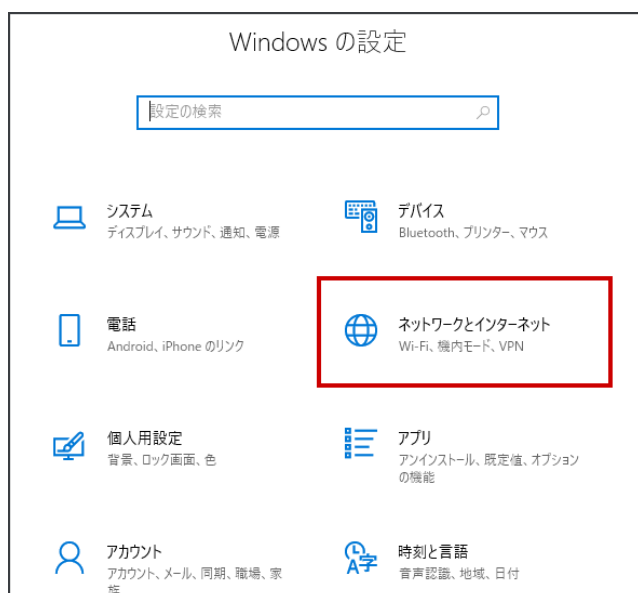 Windows の設定
設定の検索
システム
ディスプレイ、サウンド、通知、電源
デバイス
Bluetooth、プリンター、マウス
電話
Android、iPhone のリンク
ネットワークとインターネット
Wi-Fi、機内モード、VPN
個人用設定
背景、ロック画面、色
アプリ
アンインストール、既定値、オプション
の機能
アカウント
アカウント、メール、同期、職場、家
族
時刻と言語
音声認識、地域、日付